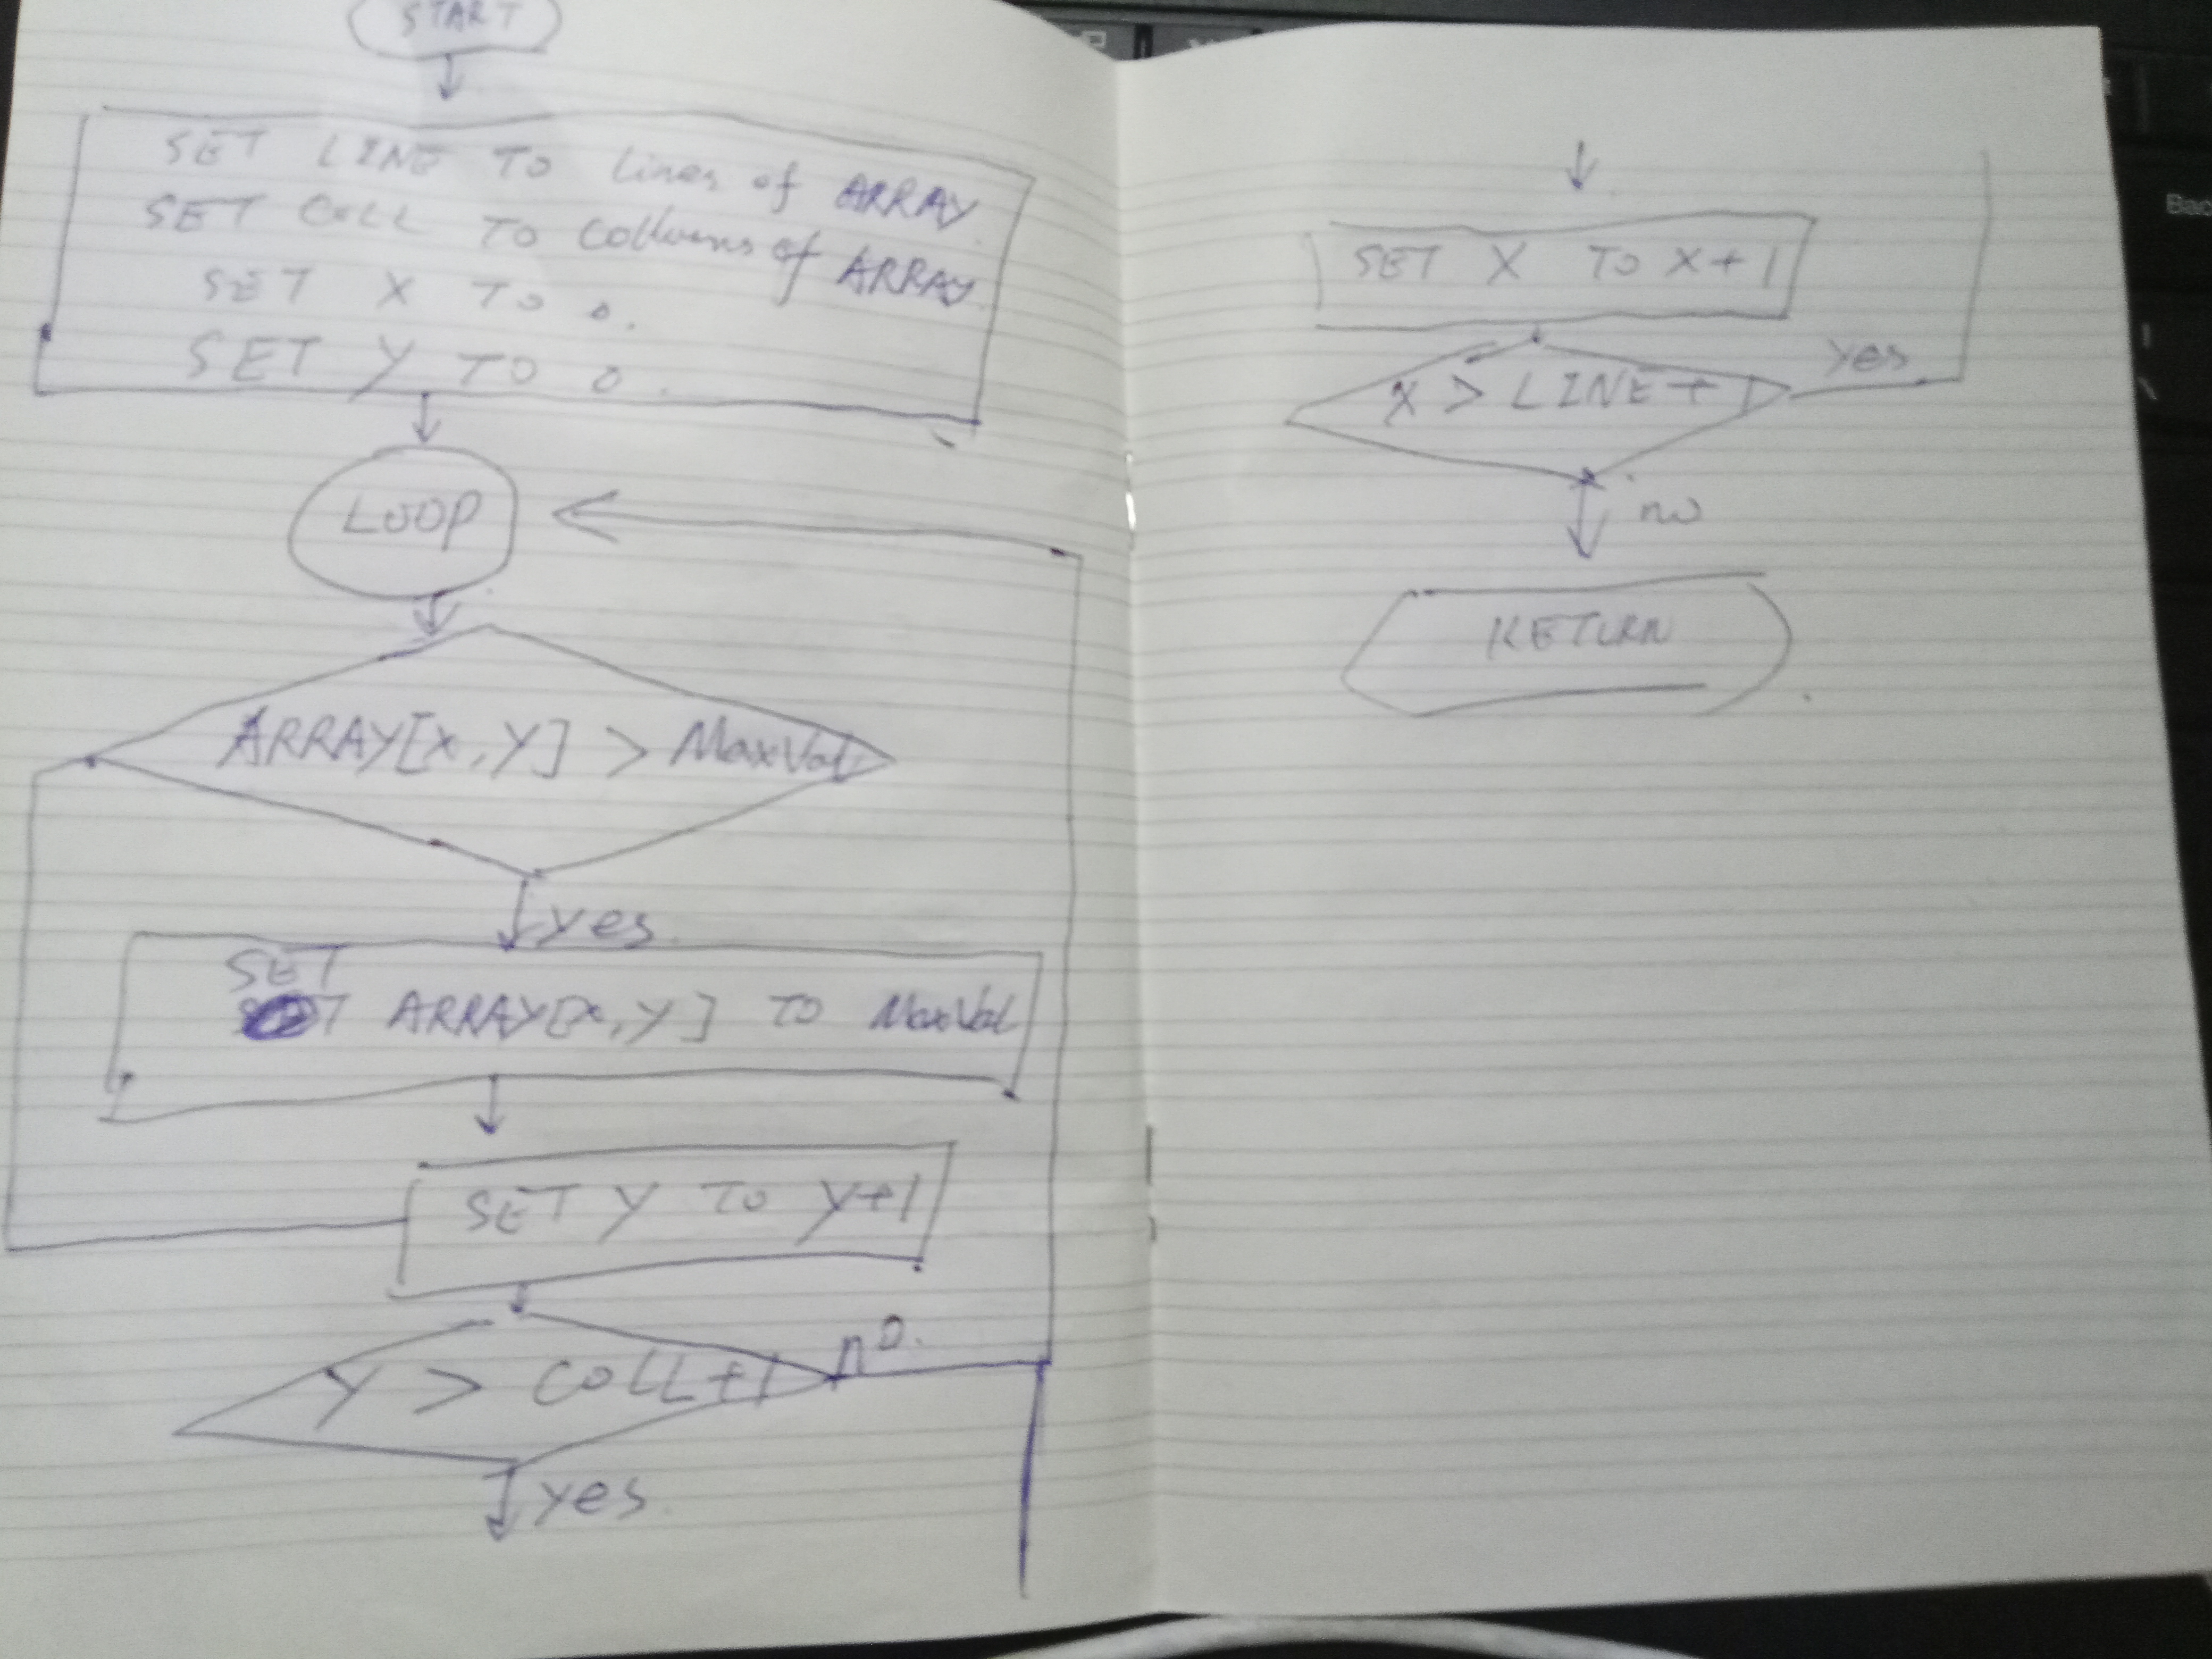 START
SET LINE TO lines of ARRAY
SET COLL TO collumns of ARRAY
SET X TO 0.
SET Y TO 0.
LOOP
ARRAY[X,Y] > MaxVal
yes
SET
ARRAY[X,Y] TO MaxVal
SET Y TO Y+1
Y > COLL+1
no.
yes
SET X TO X+1
X > LINE+1
yes
no
RETURN
Bac